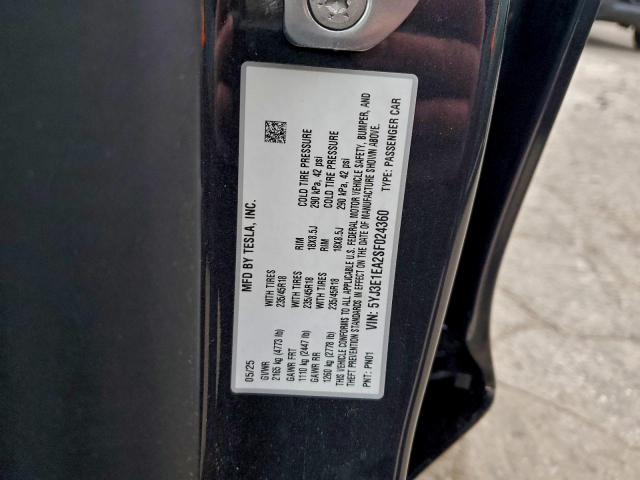 MFD BY TESLA, INC.
05/25
GVWR
2165 kg (4773 lb)
GAWR FRT WITH TIRES RIM COLD TIRE PRESSURE
1110 kg (2447 lb) 235/45R18 18X8.5J 290 kPa, 42 psi
GAWR RR WITH TIRES RIM COLD TIRE PRESSURE
1260 kg (2778 lb) 235/45R18 18X8.5J 290 kPa, 42 psi
THIS VEHICLE CONFORMS TO ALL APPLICABLE U.S. FEDERAL MOTOR VEHICLE SAFETY, BUMPER, AND
THEFT PREVENTION STANDARDS IN EFFECT ON THE DATE OF MANUFACTURE SHOWN ABOVE.
VIN: 5YJ3E1EA2SF024360 TYPE: PASSENGER CAR
PNT: PN01